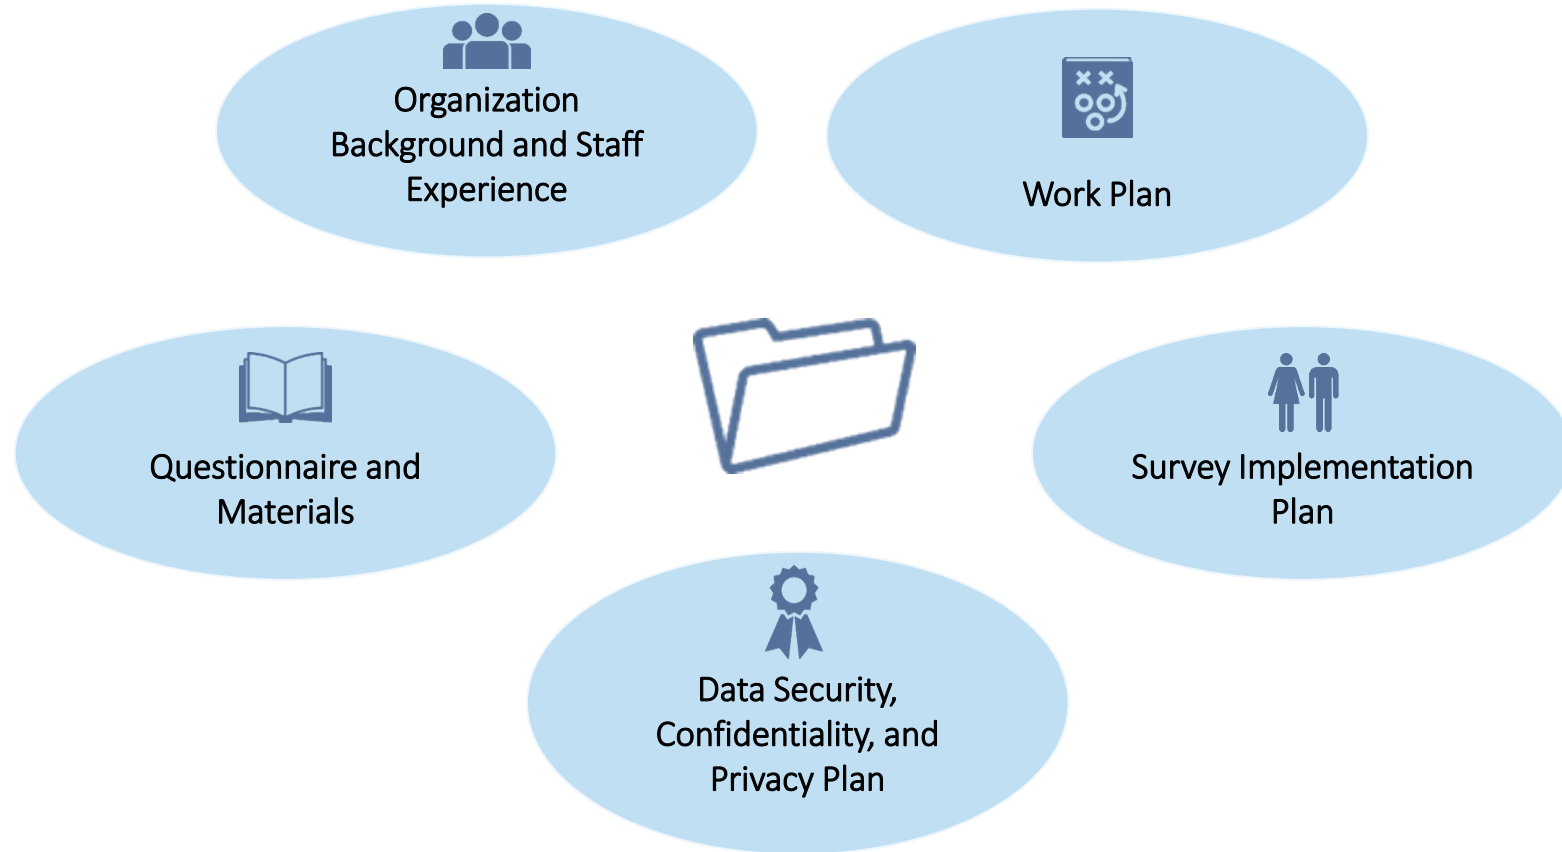 Organization
Background and Staff
Experience
Work Plan
Questionnaire and
Materials
Survey Implementation
Plan
Data Security,
Confidentiality, and
Privacy Plan